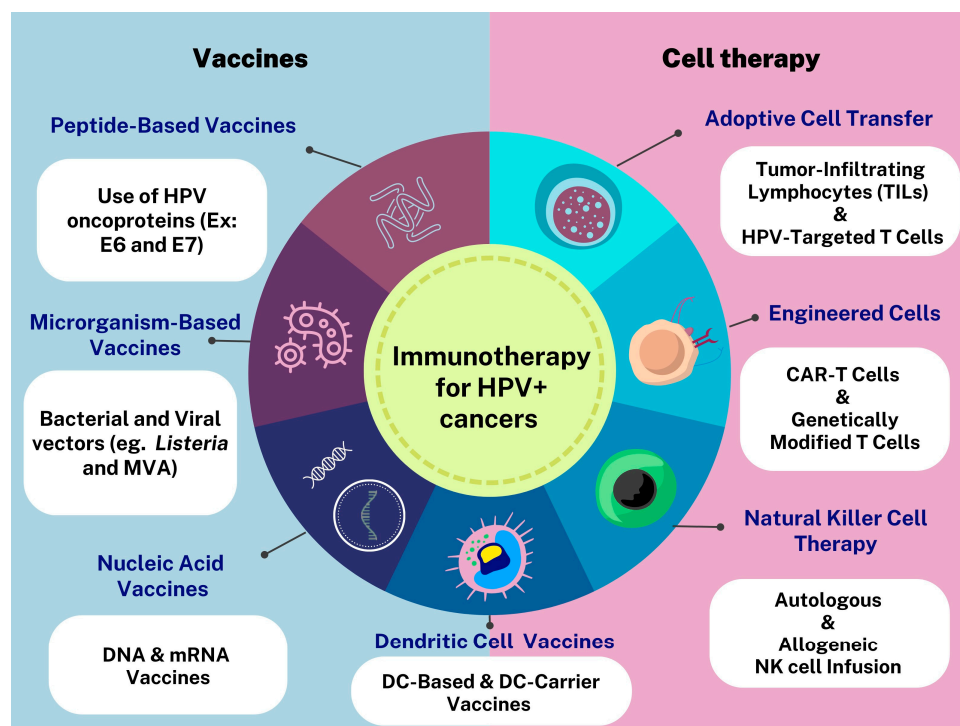 Vaccines
Peptide-Based Vaccines
Use of HPV
oncoproteins (Ex:
E6 and E7)
Microrganism-Based
Vaccines
Bacterial and Viral
vectors (eg. Listeria
and MVA)
Nucleic Acid
Vaccines
DNA & mRNA
Vaccines
Dendritic Cell Vaccines
DC-Based & DC-Carrier
Vaccines
Immunotherapy
for HPV+
cancers
Cell therapy
Adoptive Cell Transfer
Tumor-Infiltrating
Lymphocytes (TILs)
&
HPV-Targeted T Cells
Engineered Cells
CAR-T Cells
&
Genetically
Modified T Cells
Natural Killer Cell
Therapy
Autologous
&
Allogeneic
NK cell Infusion